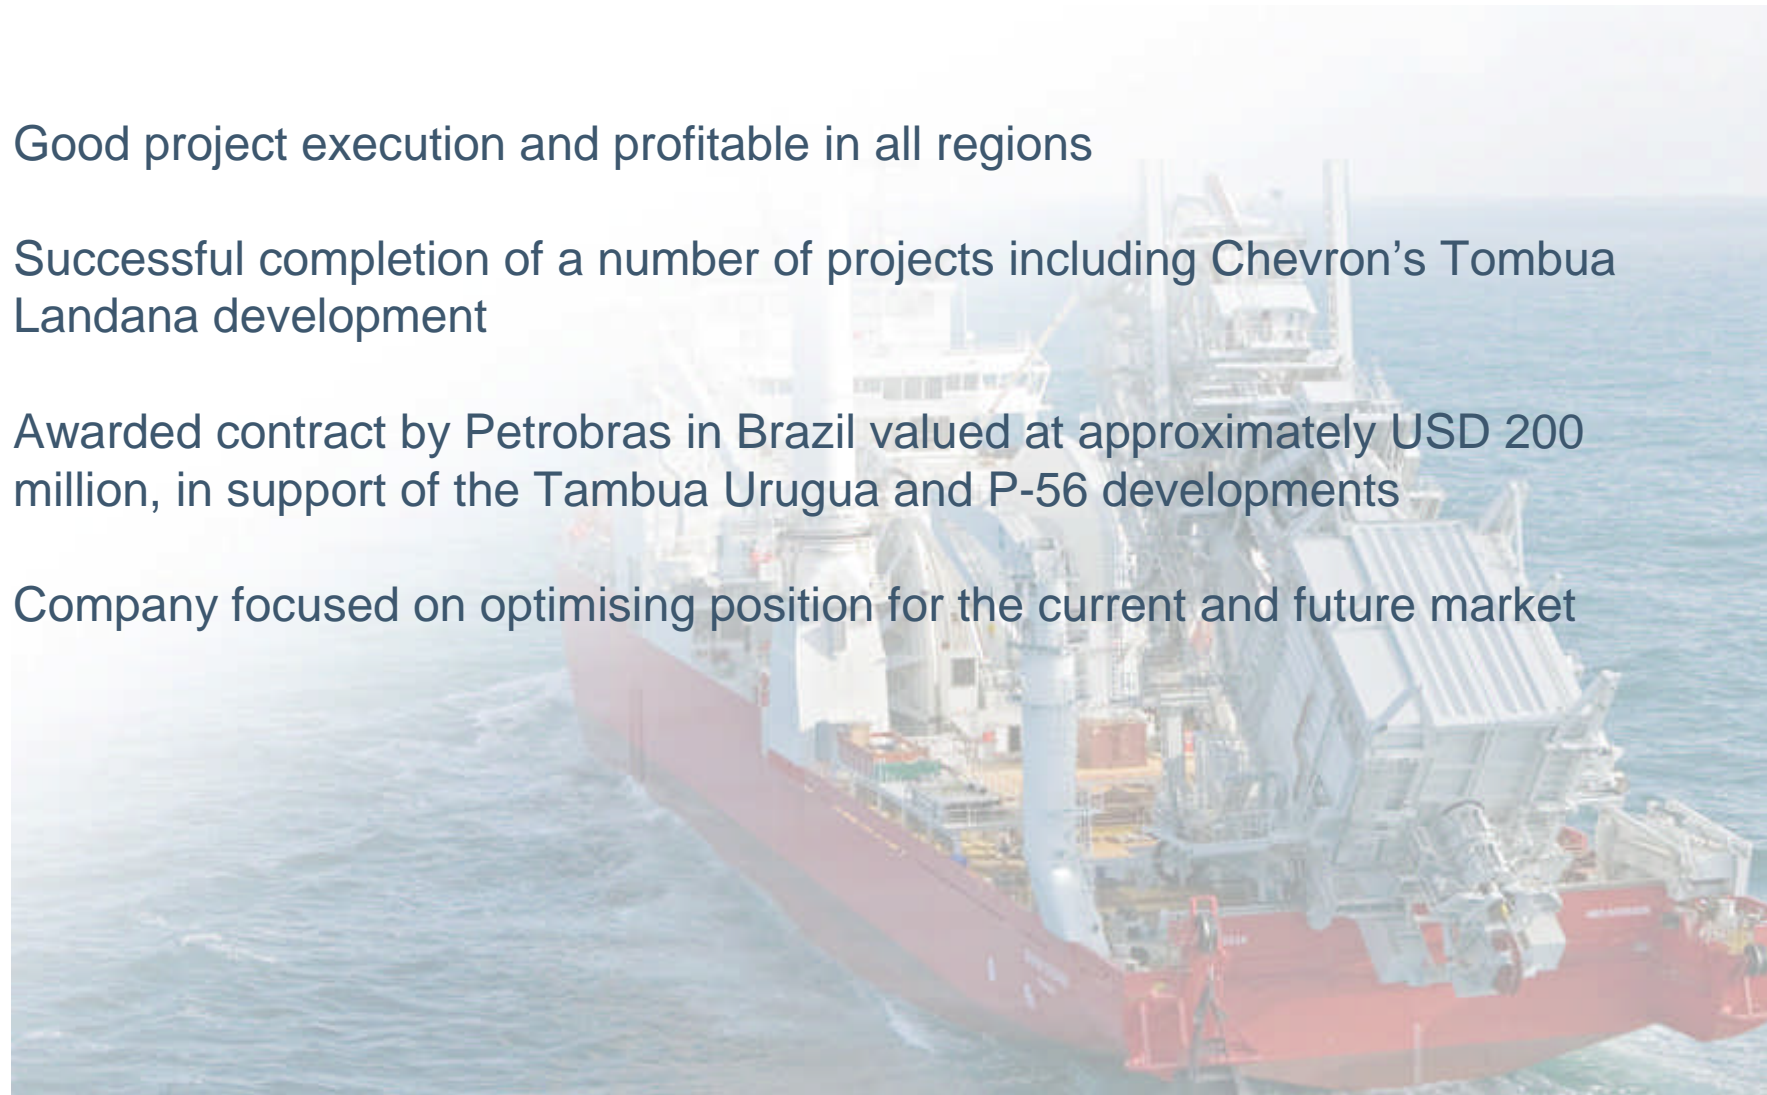 Good project execution and profitable in all regions
Successful completion of a number of projects including Chevron’s Tombua
Landana development
Awarded contract by Petrobras in Brazil valued at approximately USD 200
million, in support of the Tambua Urugua and P-56 developments
Company focused on optimising position for the current and future market